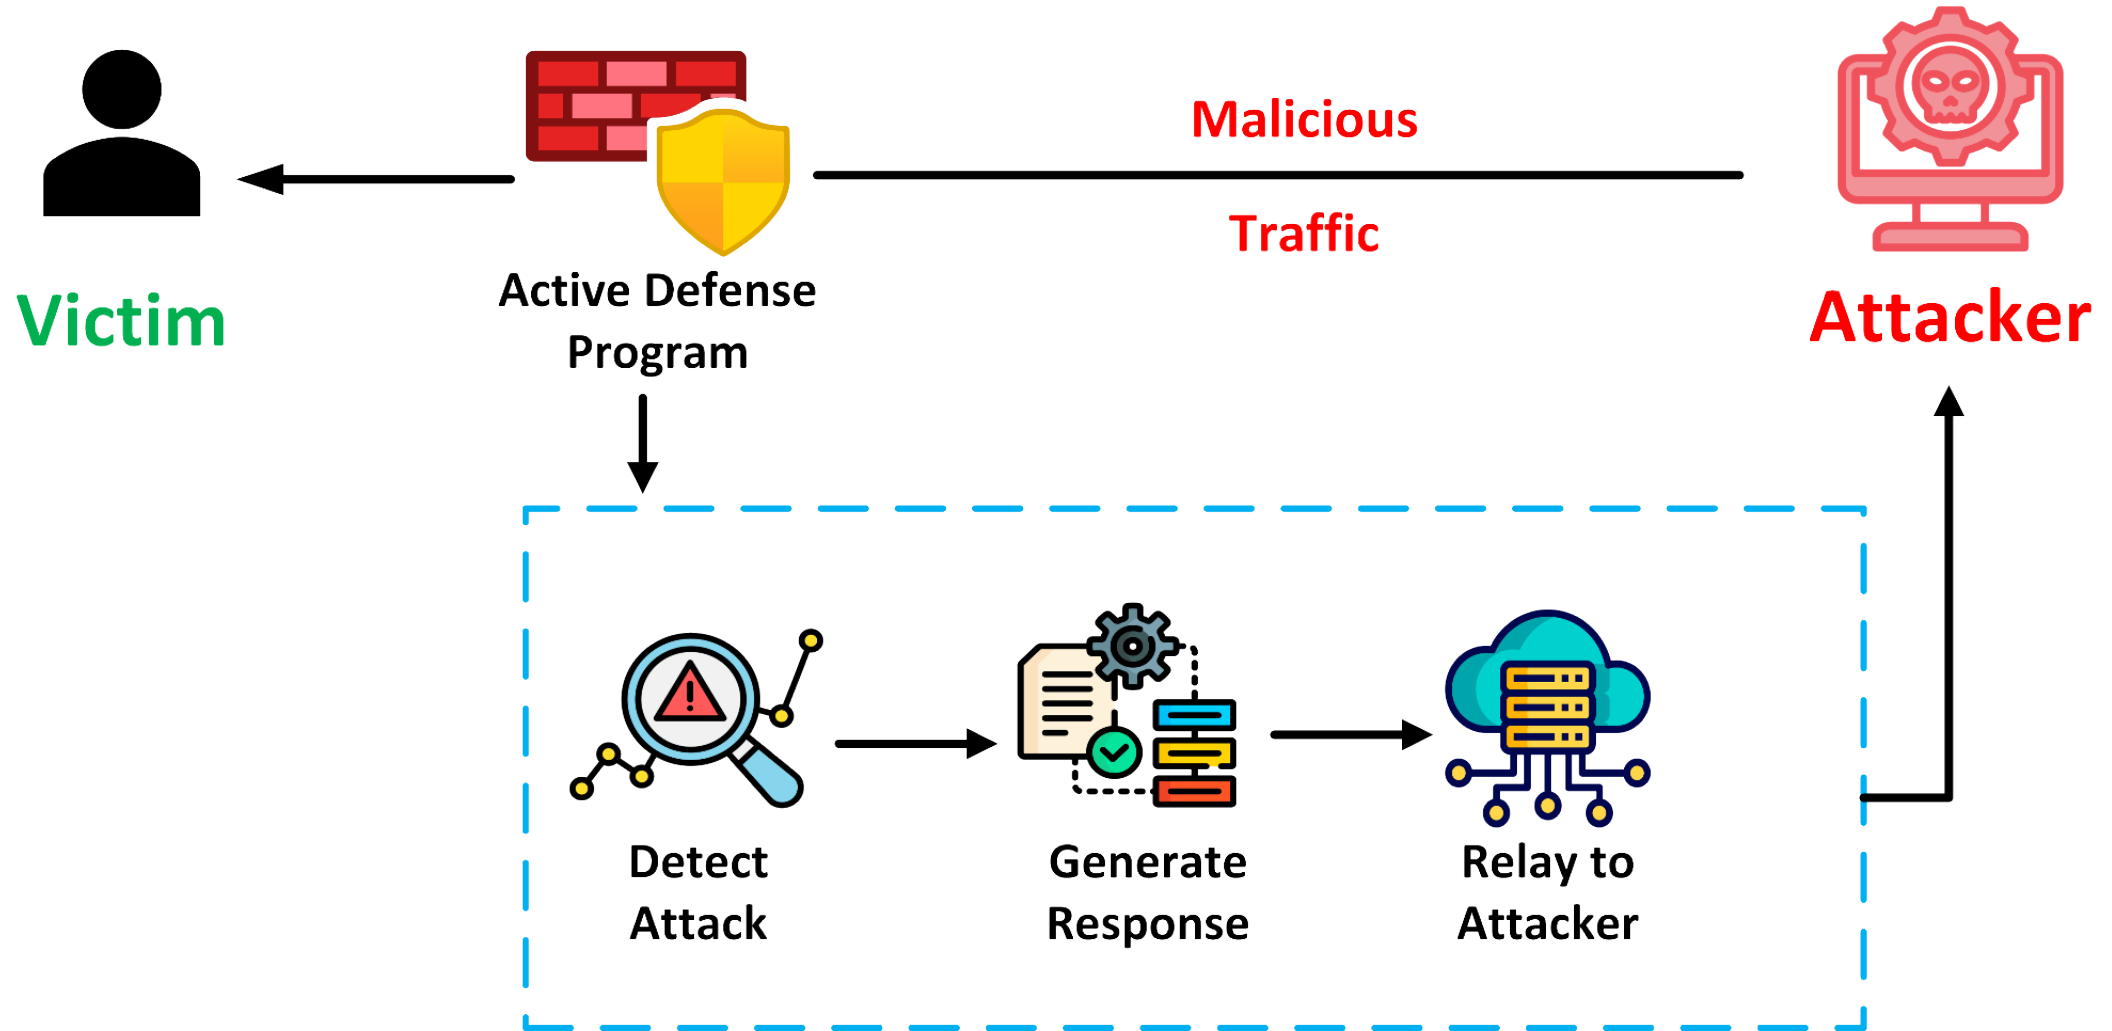 Malicious
Traffic
Victim
Active Defense
Program
Attacker
Detect
Attack
Generate
Response
Relay to
Attacker